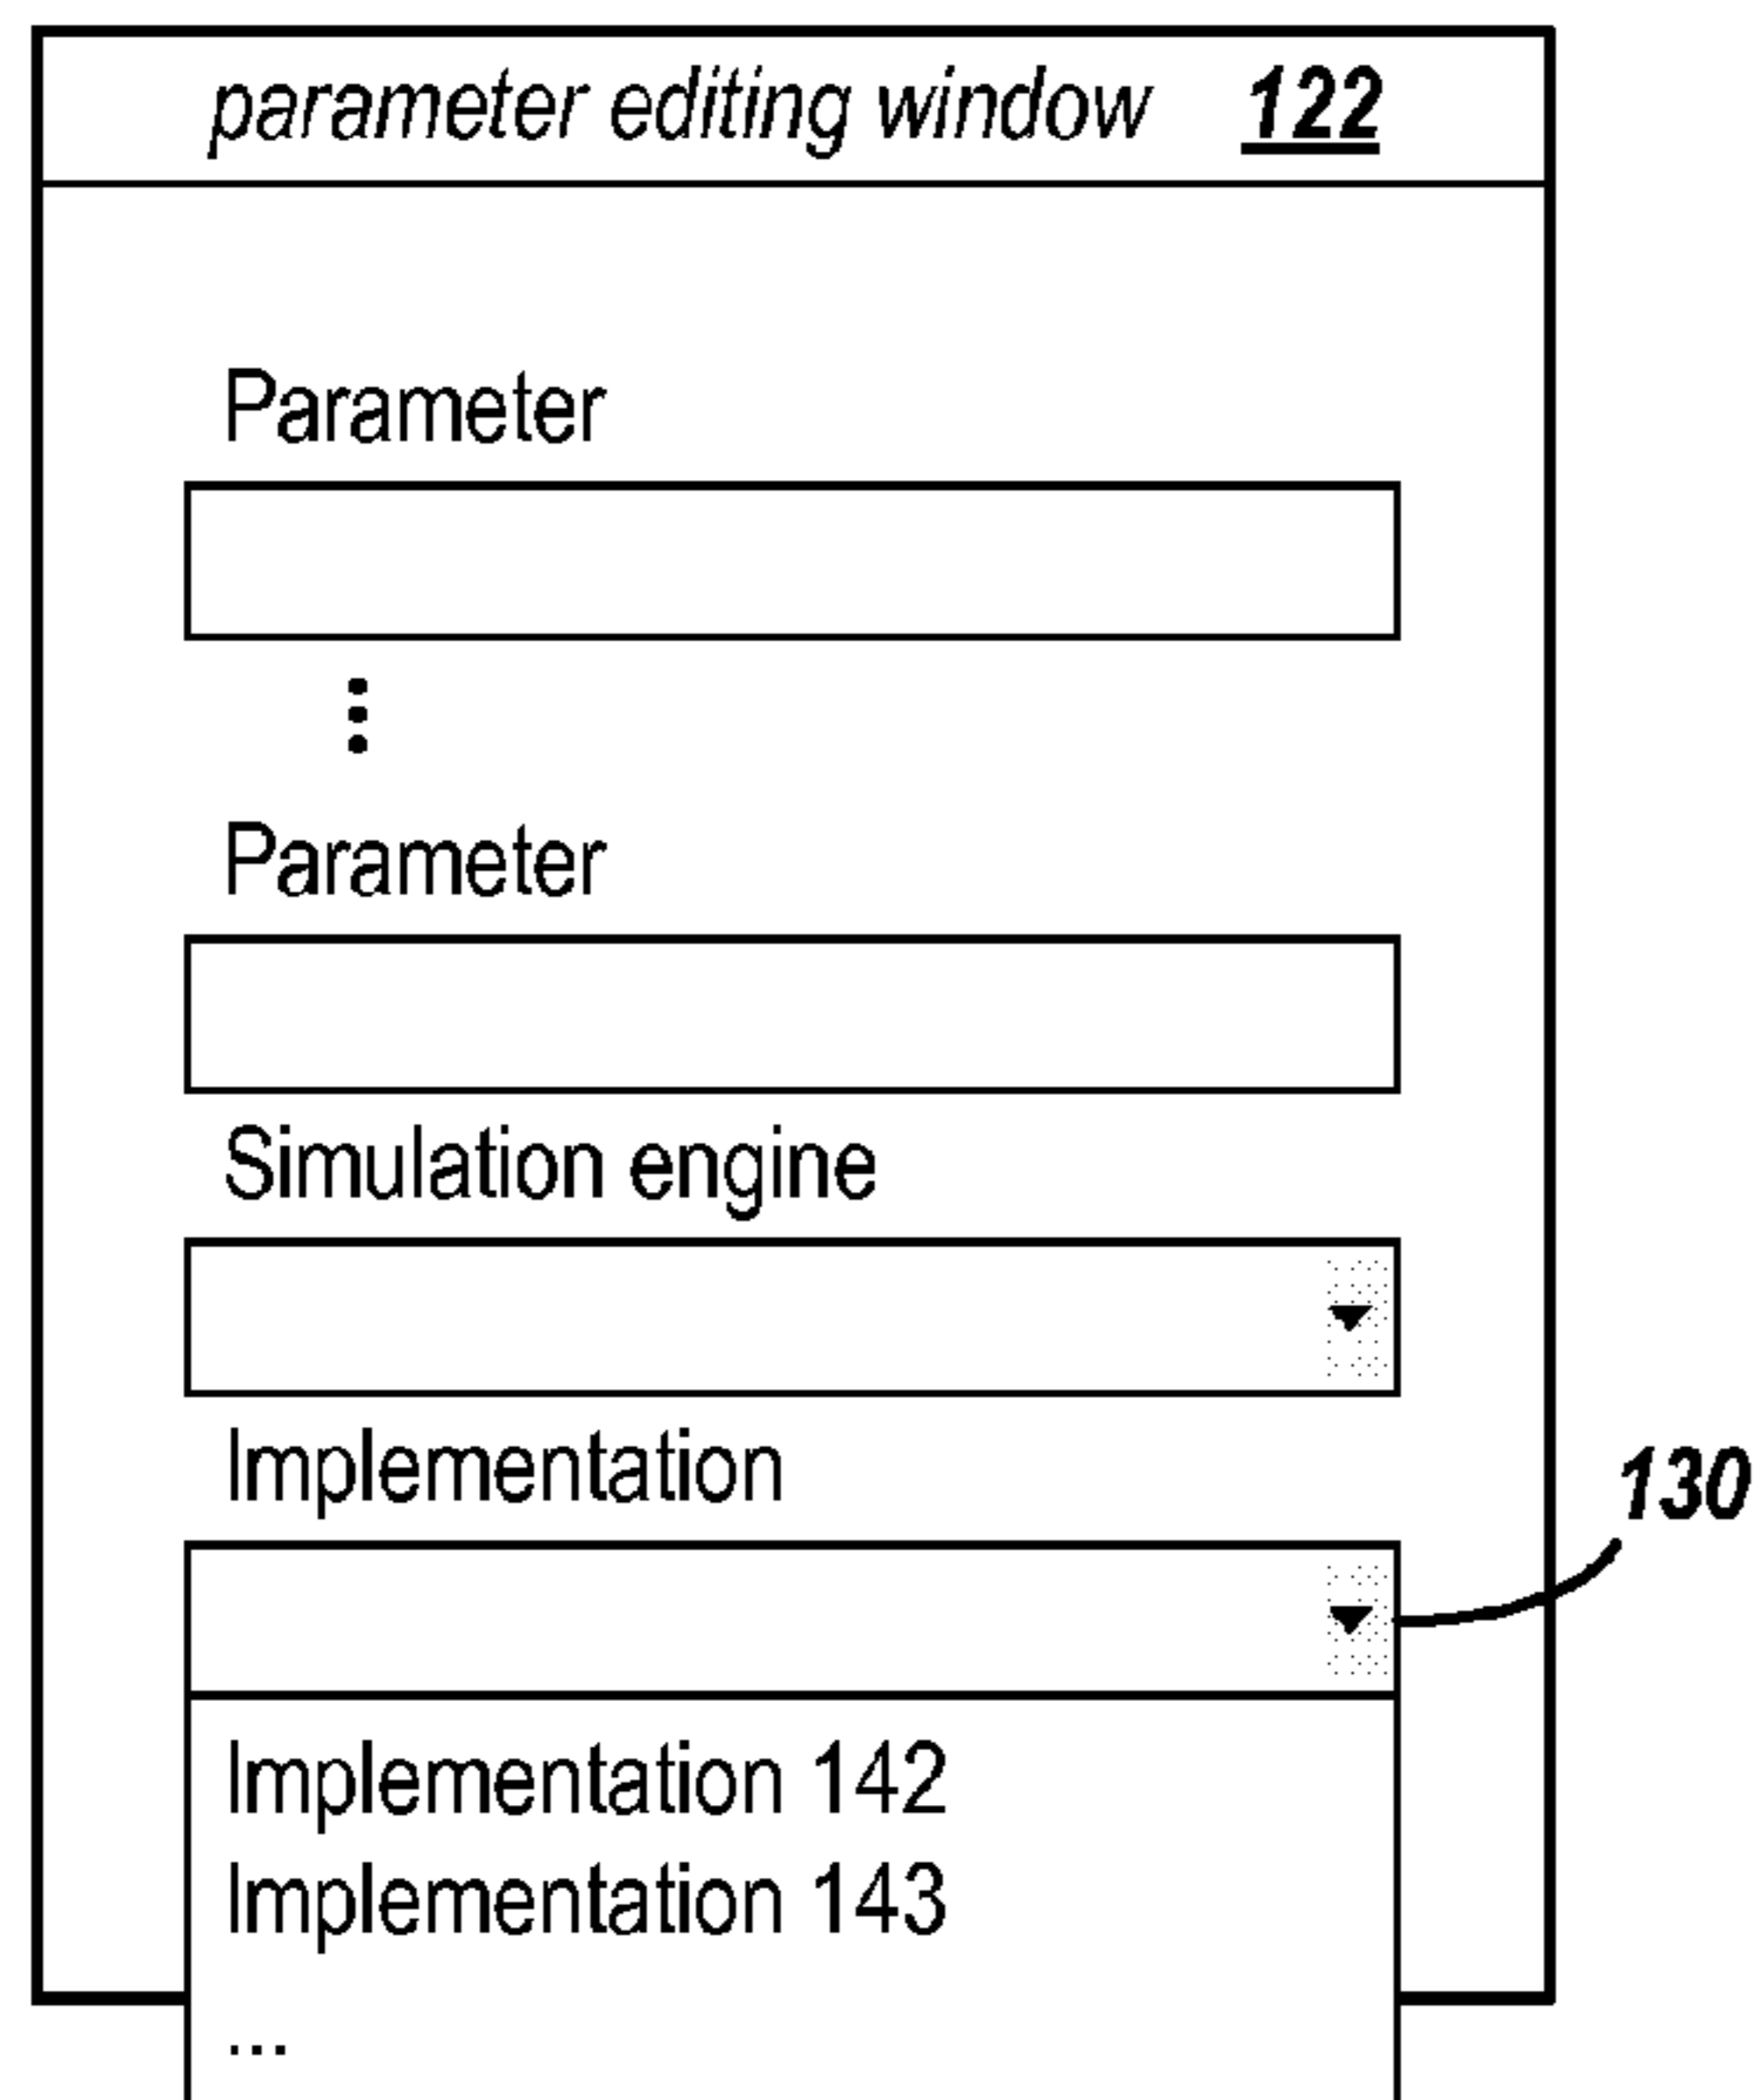 parameter editing window 122
Parameter
Parameter
Simulation engine
Implementation
130
Implementation 142
Implementation 143
...